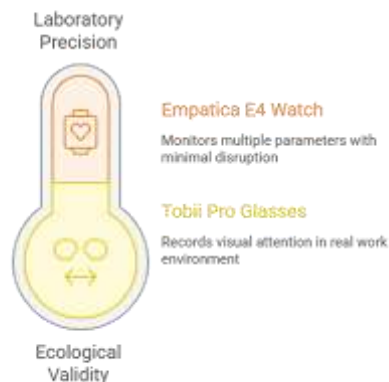 Laboratory
Precision
Empatica E4 Watch
Monitors multiple parameters with
minimal disruption
Tobii Pro Glasses
Records visual attention in real work
environment
Ecological
Validity